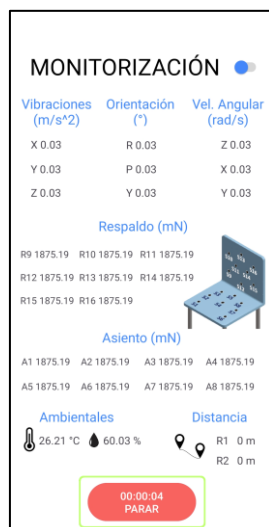 MONITORIZACIÓN
Vibraciones Orientación Vel. Angular
(m/s^2) (°) (rad/s)
X 0.03 R 0.03 Z 0.03
Y 0.03 P 0.03 X 0.03
Z 0.03 Y 0.03 Y 0.03
Respaldo (mN)
R9 1875.19 R10 1875.19 R11 1875.19
R12 1875.19 R13 1875.19 R14 1875.19
R15 1875.19 R16 1875.19
Asiento (mN)
A1 1875.19 A2 1875.19 A3 1875.19 A4 1875.19
A5 1875.19 A6 1875.19 A7 1875.19 A8 1875.19
Ambientales Distancia
26.21 °C 60.03 % R1 0 m
R2 0 m
00:00:04
PARAR